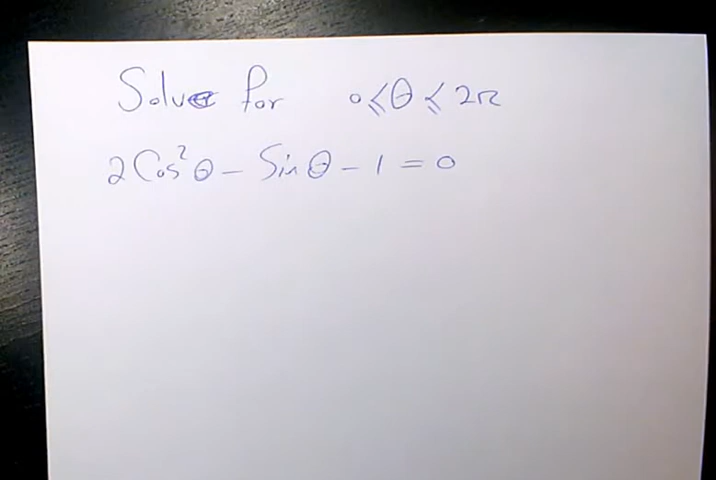 Solve for 0 ⩽ θ ⩽ 2π
2Cos²θ - Sinθ - 1 = 0